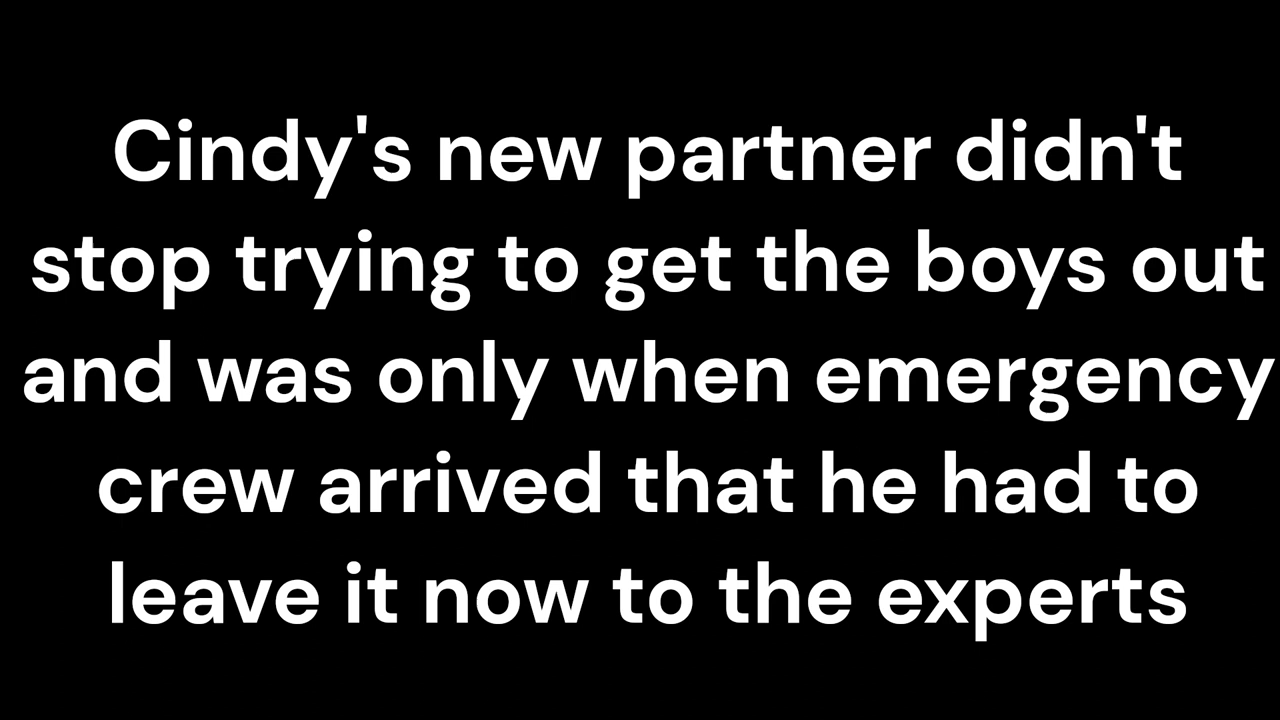 Cindy's new partner didn't
stop trying to get the boys out
and was only when emergency
crew arrived that he had to
leave it now to the experts